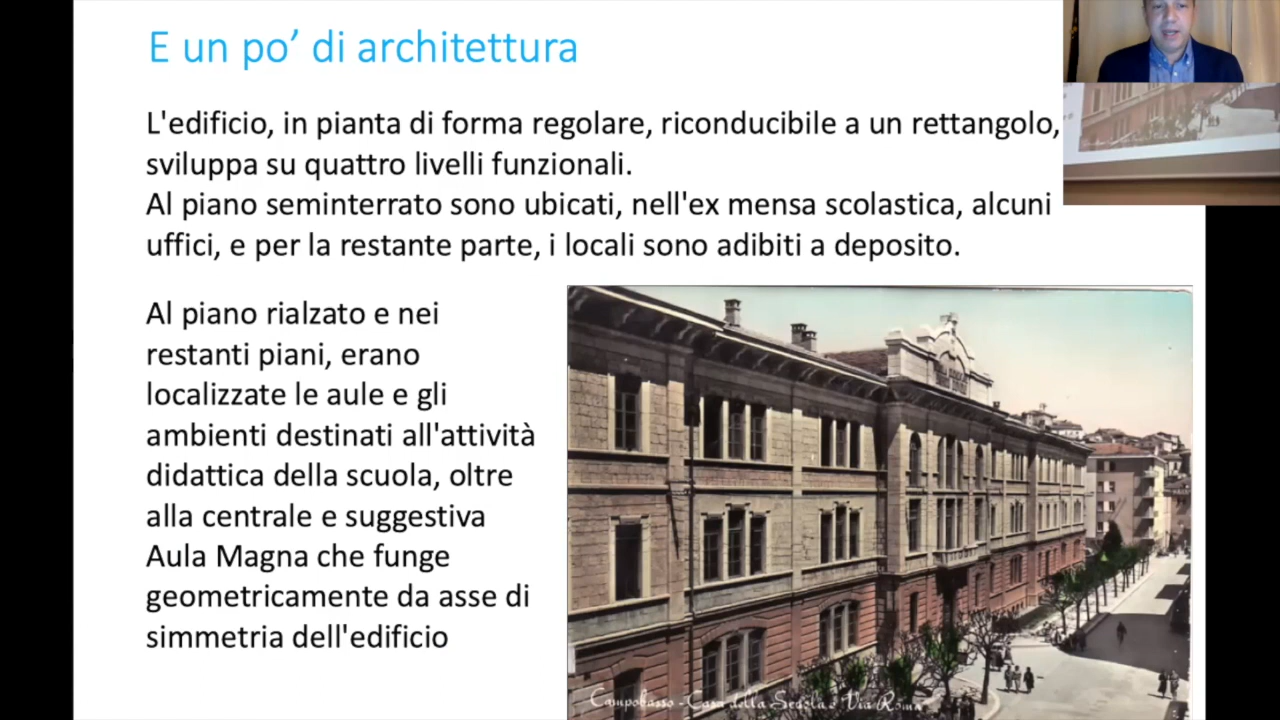 E un po’ di architettura
L'edificio, in pianta di forma regolare, riconducibile a un rettangolo,
sviluppa su quattro livelli funzionali.
Al piano seminterrato sono ubicati, nell'ex mensa scolastica, alcuni
uffici, e per la restante parte, i locali sono adibiti a deposito.
Al piano rialzato e nei
restanti piani, erano
localizzate le aule e gli
ambienti destinati all'attività
didattica della scuola, oltre
alla centrale e suggestiva
Aula Magna che funge
geometricamente da asse di
simmetria dell'edificio
Campobasso - Casa della Scuola e Via Roma